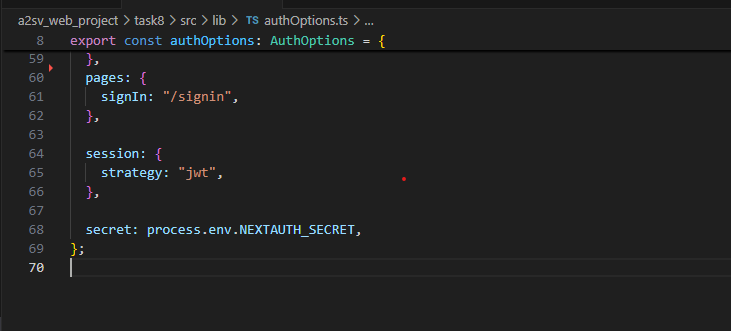 a2sv_web_project > task8 > src > lib > TS authOptions.ts > ...
8 export const authOptions: AuthOptions = {
59 },
60 pages: {
61 signIn: "/signin",
62 },
63
64 session: {
65 strategy: "jwt",
66 },
67
68 secret: process.env.NEXTAUTH_SECRET,
69 };
70